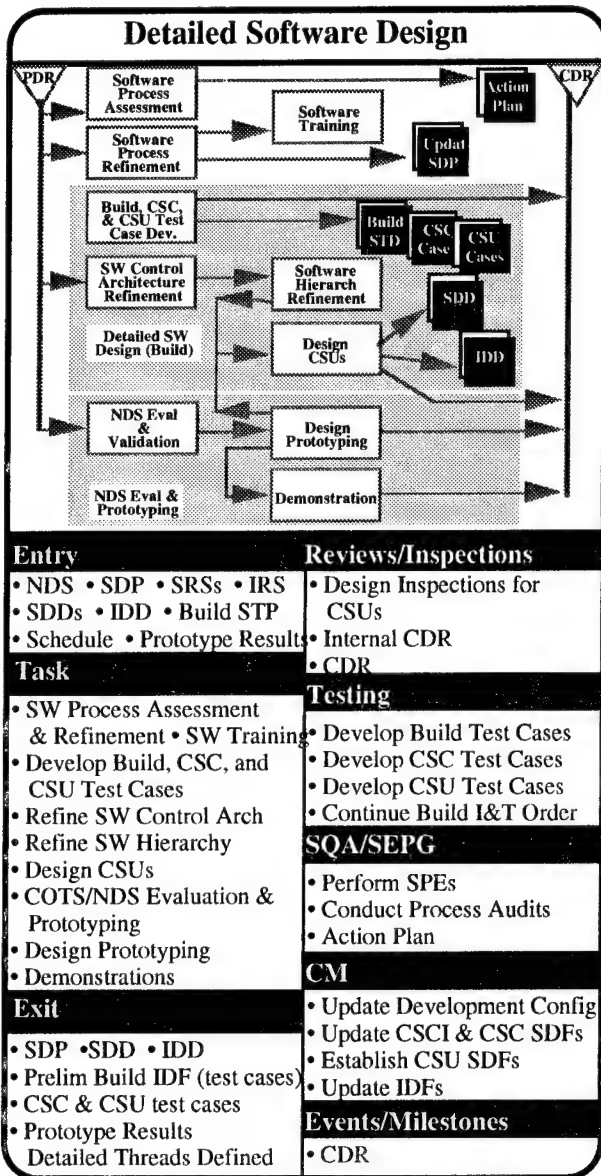 Detailed Software Design
PDR
CDR
Software
Process
Assessment
Action
Plan
Software
Training
Software
Process
Refinement
Updat
SDP
Build, CSC,
& CSU Test
Case Dev.
Build
STD
CSC
Case
CSU
Cases
SW Control
Architecture
Refinement
Software
Hierarch
Refinement
SDD
Detailed SW
Design (Build)
Design
CSUs
IDD
NDS Eval
&
Validation
Design
Prototyping
NDS Eval &
Prototyping
Demonstration
Entry
• NDS • SDP • SRSs • IRS
• SDDs • IDD • Build STP
• Schedule • Prototype Results
Task
• SW Process Assessment
& Refinement • SW Training
• Develop Build, CSC, and
CSU Test Cases
• Refine SW Control Arch
• Refine SW Hierarchy
• Design CSUs
• COTS/NDS Evaluation &
Prototyping
• Design Prototyping
• Demonstrations
Exit
• SDP •SDD • IDD
• Prelim Build IDF (test cases)
• CSC & CSU test cases
• Prototype Results
Detailed Threads Defined
Reviews/Inspections
• Design Inspections for
CSUs
• Internal CDR
• CDR
Testing
• Develop Build Test Cases
• Develop CSC Test Cases
• Develop CSU Test Cases
• Continue Build I&T Order
SQA/SEPG
• Perform SPEs
• Conduct Process Audits
• Action Plan
CM
• Update Development Config
• Update CSCI & CSC SDFs
• Establish CSU SDFs
• Update IDFs
Events/Milestones
• CDR